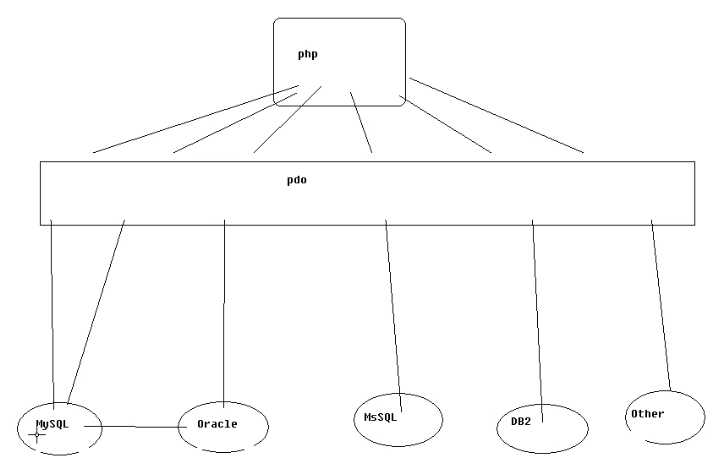 php
pdo
MySQL
Oracle
MsSQL
DB2
Other